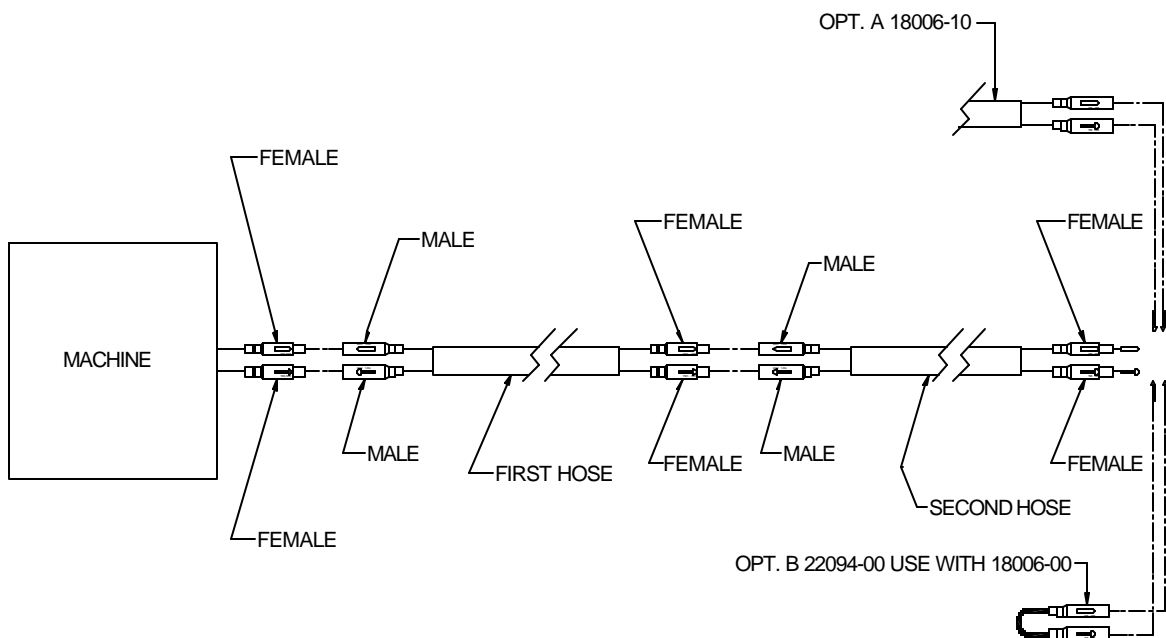 OPT. A 18006-10
FEMALE
FEMALE
FEMALE
MALE
MALE
MACHINE
MALE
FEMALE
MALE
FEMALE
FIRST HOSE
SECOND HOSE
FEMALE
OPT. B 22094-00 USE WITH 18006-00